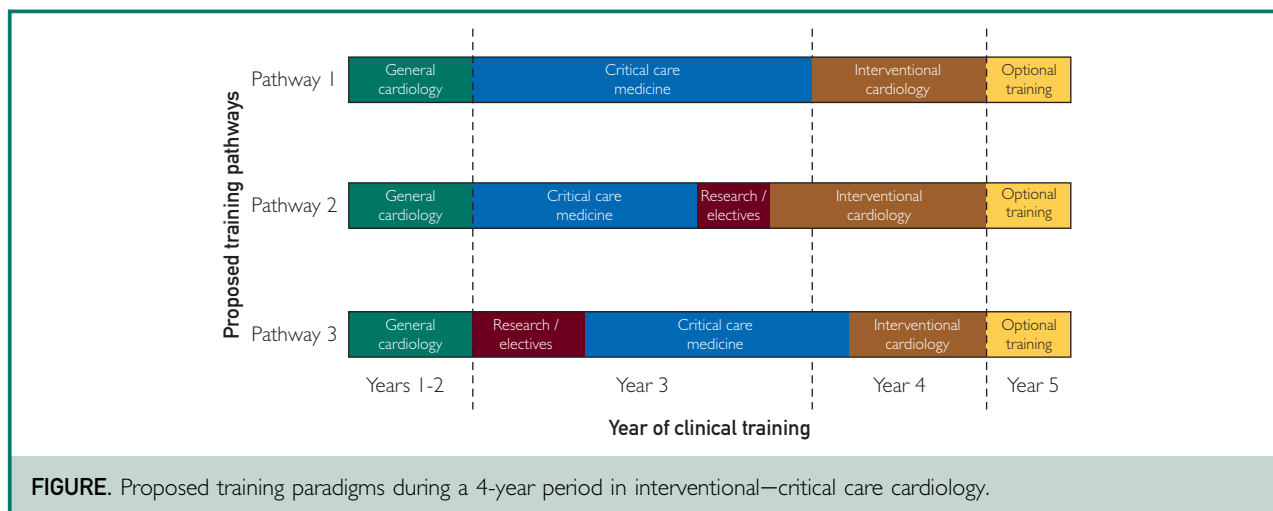 Proposed training pathways
Pathway 1
General
cardiology
Critical care
medicine
Interventional
cardiology
Optional
training
Pathway 2
General
cardiology
Critical care
medicine
Research /
electives
Interventional
cardiology
Optional
training
Pathway 3
General
cardiology
Research /
electives
Critical care
medicine
Interventional
cardiology
Optional
training
Years 1-2
Year 3
Year 4
Year 5
Year of clinical training
FIGURE. Proposed training paradigms during a 4-year period in interventional–critical care cardiology.